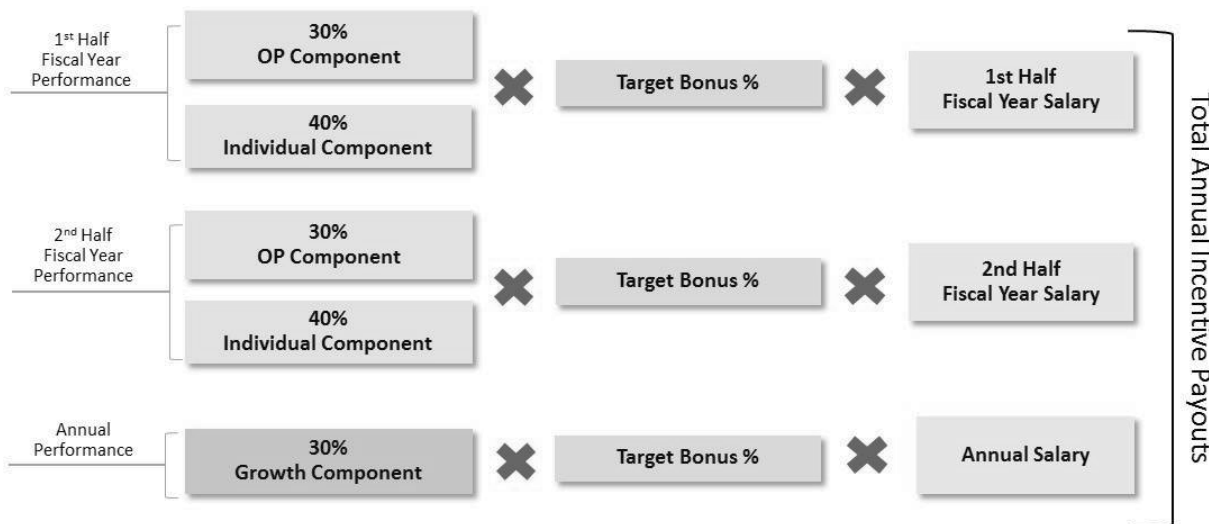 1st Half
Fiscal Year
Performance
30%
OP Component
40%
Individual Component
Target Bonus %
1st Half
Fiscal Year Salary
2nd Half
Fiscal Year
Performance
30%
OP Component
40%
Individual Component
Target Bonus %
2nd Half
Fiscal Year Salary
Annual
Performance
30%
Growth Component
Target Bonus %
Annual Salary
Total Annual Incentive Payouts